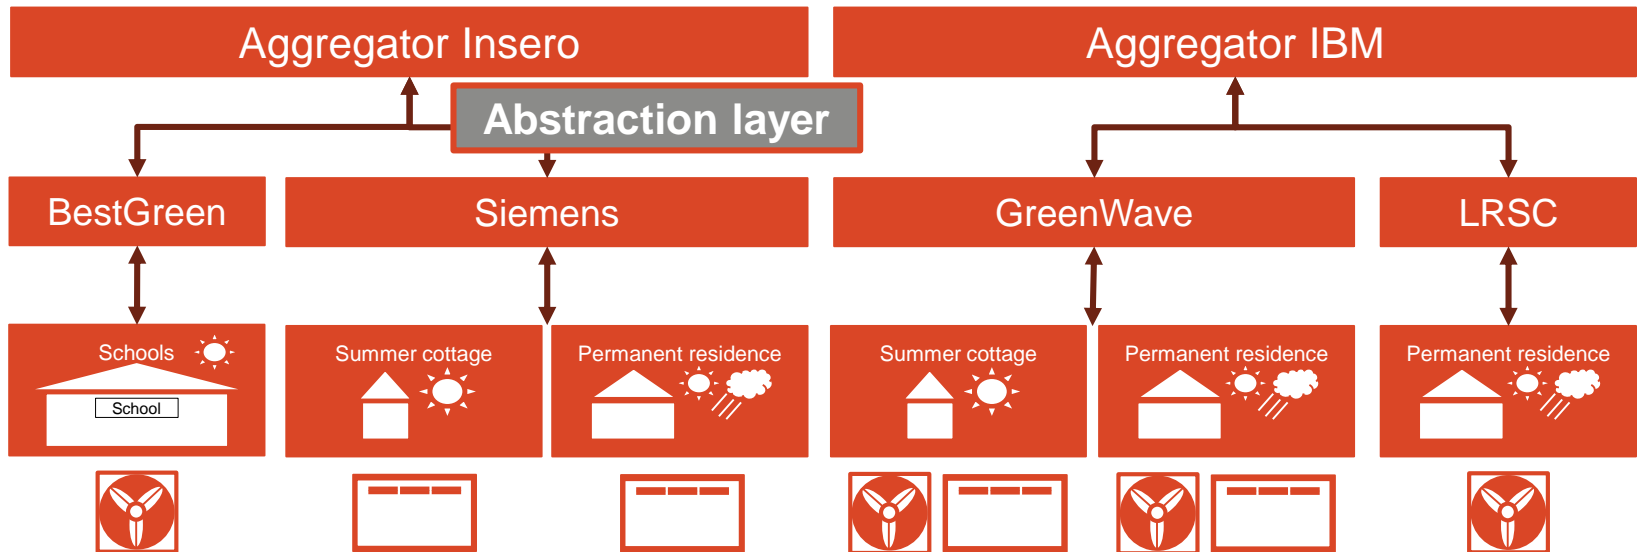 Aggregator Insero
Aggregator IBM
Abstraction layer
BestGreen
Siemens
GreenWave
LRSC
Schools
School
Summer cottage
Permanent residence
Summer cottage
Permanent residence
Permanent residence